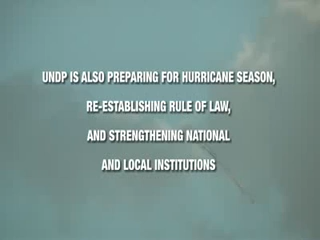 UNDP IS ALSO PREPARING FOR HURRICANE SEASON,
RE-ESTABLISHING RULE OF LAW,
AND STRENGTHENING NATIONAL
AND LOCAL INSTITUTIONS